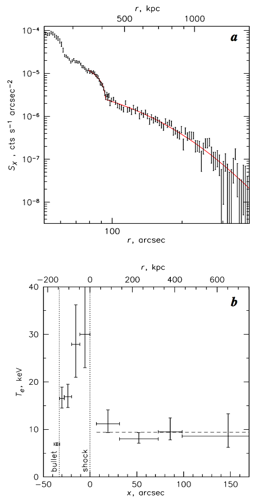 r, kpc
500 1000
a
10⁻⁴
10⁻⁵
10⁻⁶
10⁻⁷
10⁻⁸
Sₓ, cts s⁻¹ arcsec⁻²
100
r, arcsec
r, kpc
-200 0 200 400 600
b
40
30
20
10
0
Tₑ, keV
bullet
shock
-50 0 50 100 150
x, arcsec